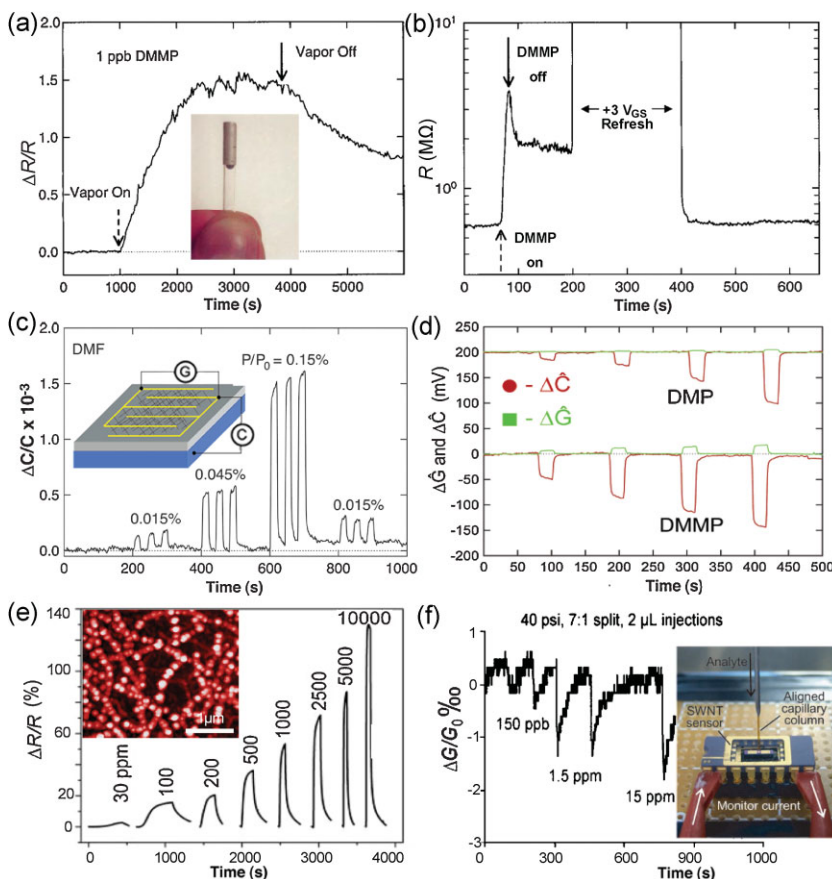 (a)
2.0
1.5
1.0
0.5
0.0
ΔR/R
1 ppb DMMP
Vapor Off
Vapor On
0 1000 2000 3000 4000 5000
Time (s)
(b)
10¹
10⁰
R (MΩ)
DMMP
off
+3 V_GS
Refresh
DMMP
on
0 100 200 300 400 500 600
Time (s)
(c)
2.0
1.5
1.0
0.5
0.0
ΔC/C x 10⁻³
DMF
P/P₀ = 0.15%
G
C
0.045%
0.015%
0.015%
0 200 400 600 800 1000
Time (s)
(d)
250
200
150
100
50
0
-50
-100
-150
-200
ΔĜ and ΔĈ (mV)
- ΔĈ
DMP
- ΔĜ
DMMP
0 50 100 150 200 250 300 350 400 450 500
Time (s)
(e)
140
120
100
80
60
40
20
0
ΔR/R (%)
1μm
30 ppm
100
200
500
1000
2500
5000
10000
0 1000 2000 3000 4000
Time (s)
(f)
40 psi, 7:1 split, 2 μL injections
1
0
-1
-2
-3
ΔG/G₀ ‰
150 ppb
1.5 ppm
15 ppm
Analyte
SWNT
sensor
Aligned
capillary
column
Monitor current
0 300 600 900 1000
Time (s)